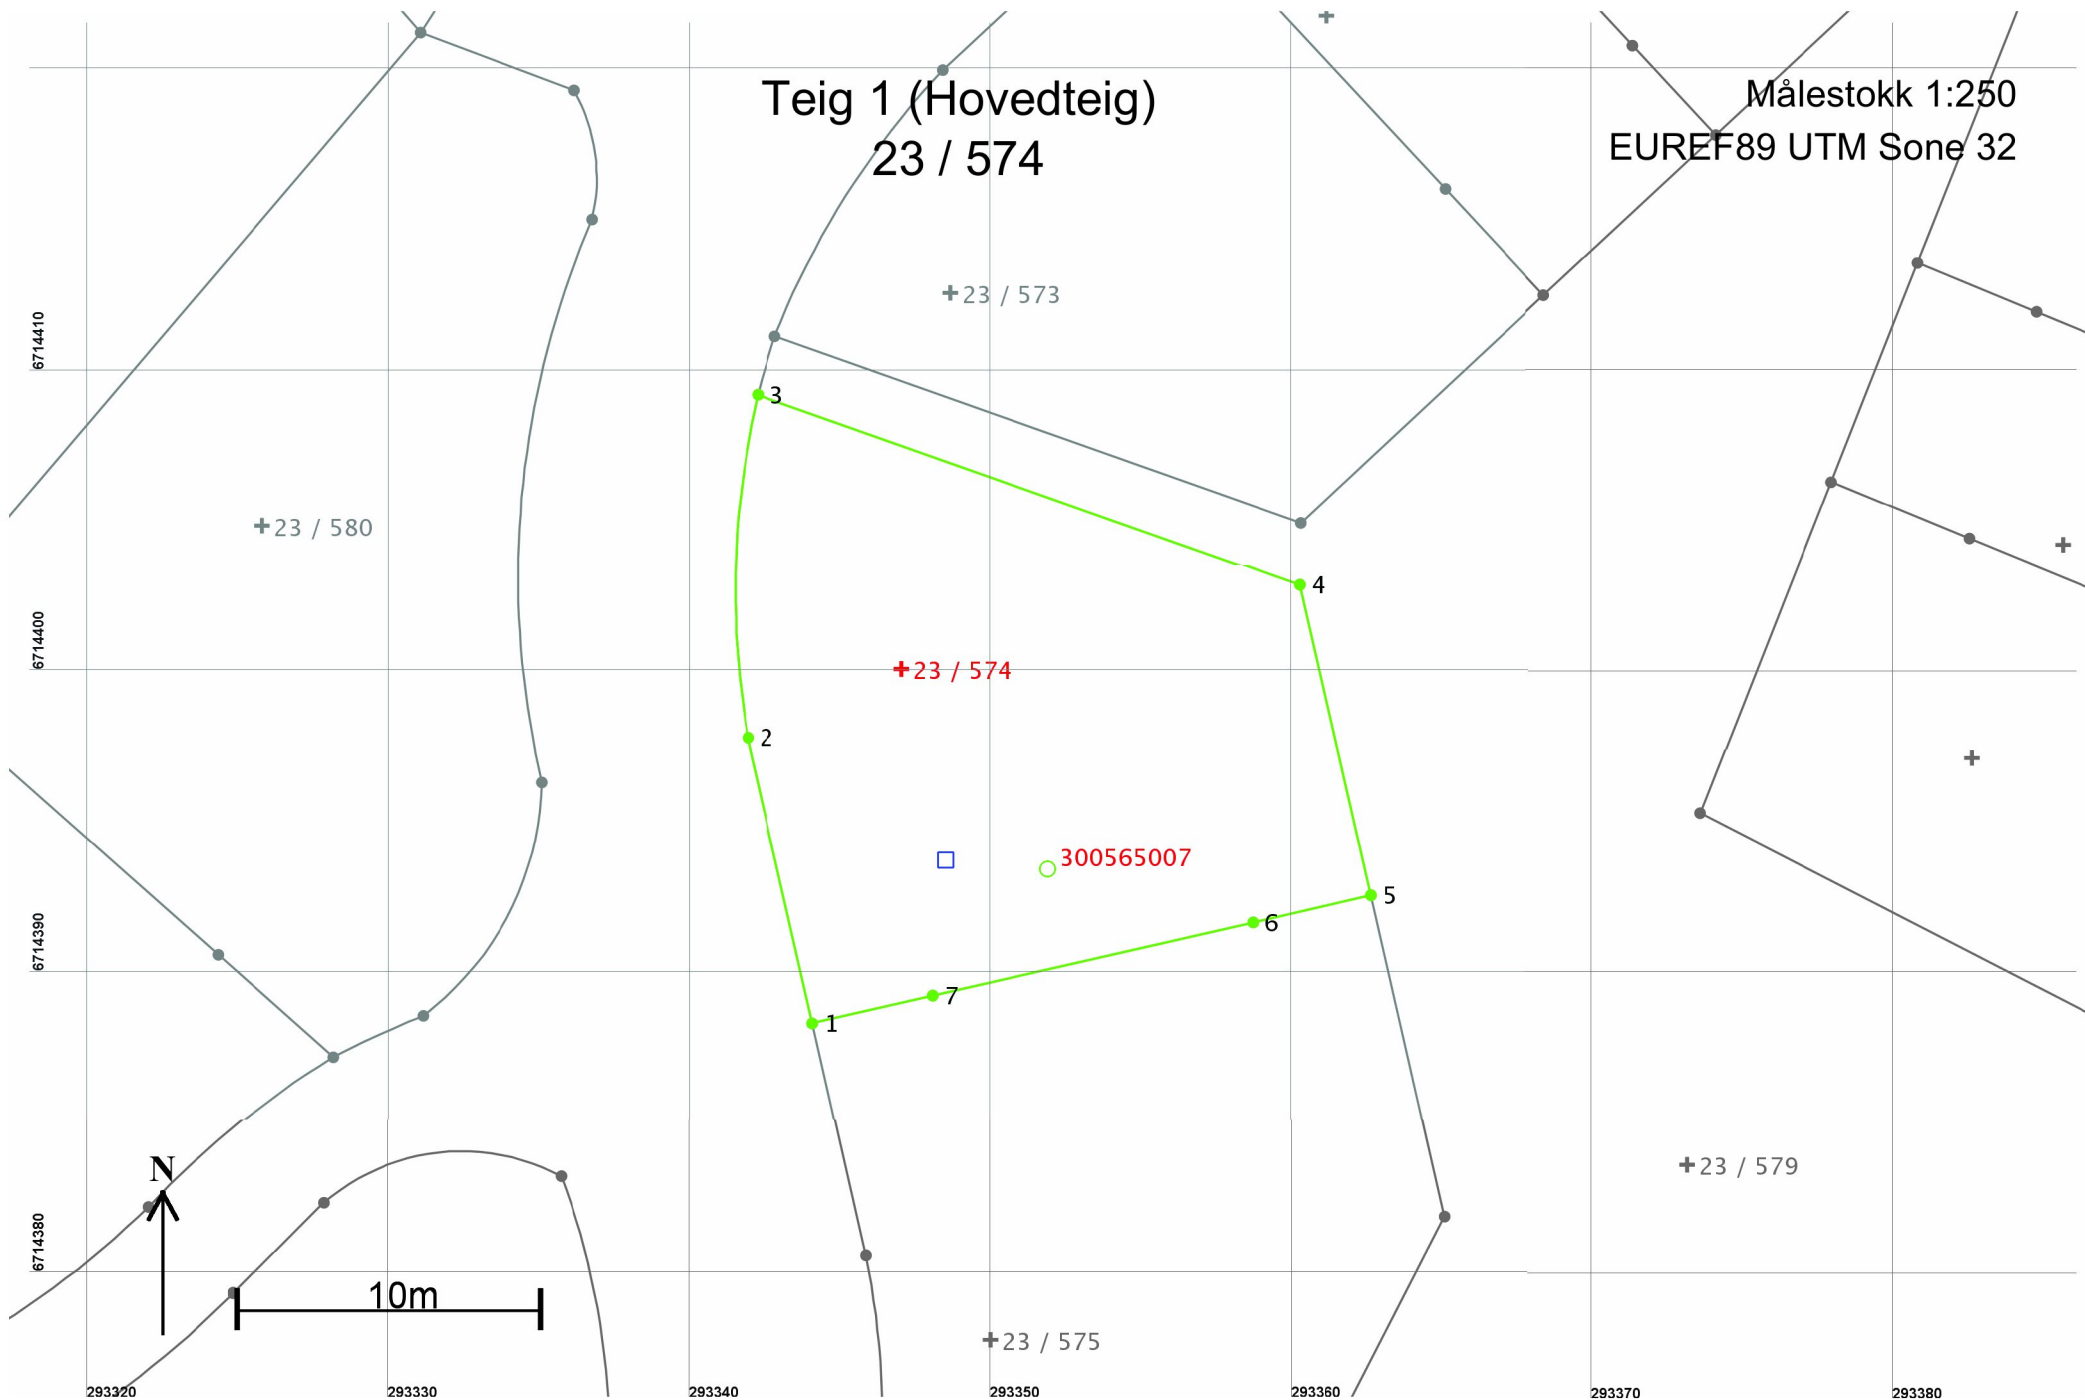 Teig 1 (Hovedteig)
23 / 574
Målestokk 1:250
EUREF89 UTM Sone 32
23 / 573
6714410
3
23 / 580
4
6714400
23 / 574
2
300565007
5
6
6714390
7
1
N
23 / 579
6714380
10m
23 / 575
293320
293330
293340
293350
293360
293370
293380